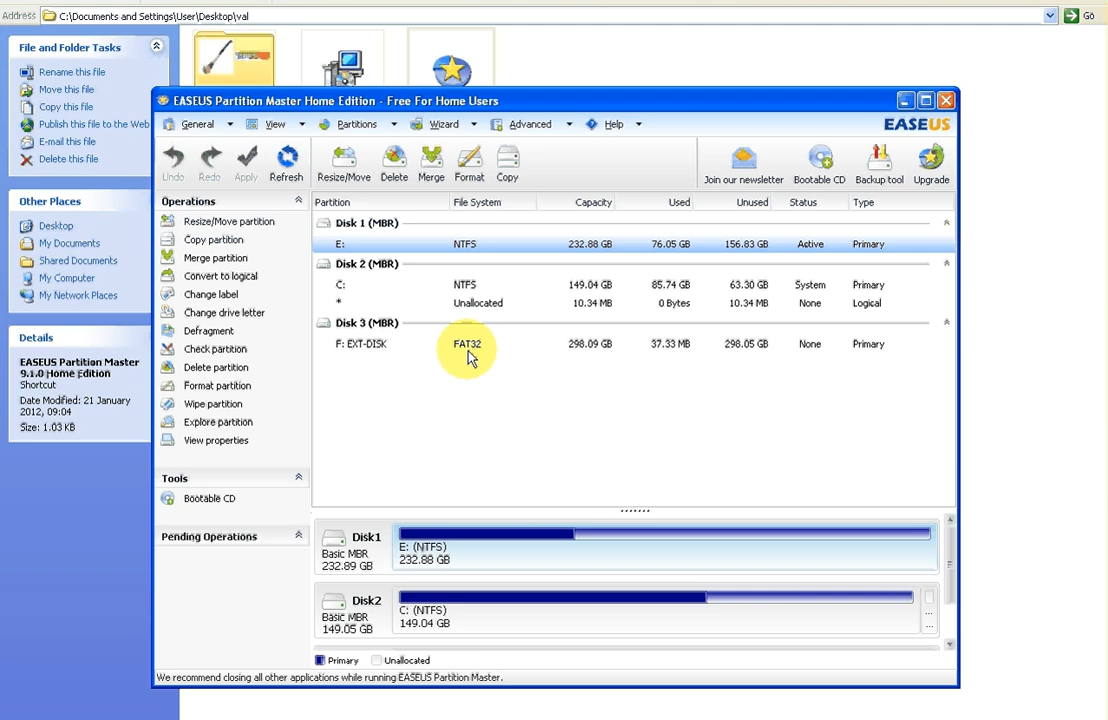 Address C:\Documents and Settings\User\Desktop\val Go
File and Folder Tasks
Rename this file
Move this file
Copy this file
Publish this file to the Web
E-mail this file
Delete this file
Other Places
Desktop
My Documents
Shared Documents
My Computer
My Network Places
Details
EASEUS Partition Master
9.1.0 Home Edition
Shortcut
Date Modified: 21 January
2012, 09:04
Size: 1.03 KB
EASEUS Partition Master Home Edition - Free For Home Users
General View Partitions Wizard Advanced Help EASEUS
Undo Redo Apply Refresh Resize/Move Delete Merge Format Copy Join our newsletter Bootable CD Backup tool Upgrade
Operations
Resize/Move partition
Copy partition
Merge partition
Convert to logical
Change label
Change drive letter
Defragment
Check partition
Delete partition
Format partition
Wipe partition
Explore partition
View properties
Tools
Bootable CD
Pending Operations
Partition File System Capacity Used Unused Status Type
Disk 1 (MBR)
E: NTFS 232.88 GB 76.05 GB 156.83 GB Active Primary
Disk 2 (MBR)
C: NTFS 149.04 GB 85.74 GB 63.30 GB System Primary
* Unallocated 10.34 MB 0 Bytes 10.34 MB None Logical
Disk 3 (MBR)
F: EXT-DISK FAT32 298.09 GB 37.33 MB 298.05 GB None Primary
Disk1
Basic MBR
232.89 GB
E: (NTFS)
232.88 GB
Disk2
Basic MBR
149.05 GB
C: (NTFS)
149.04 GB
...
...
Primary Unallocated
We recommend closing all other applications while running EASEUS Partition Master.